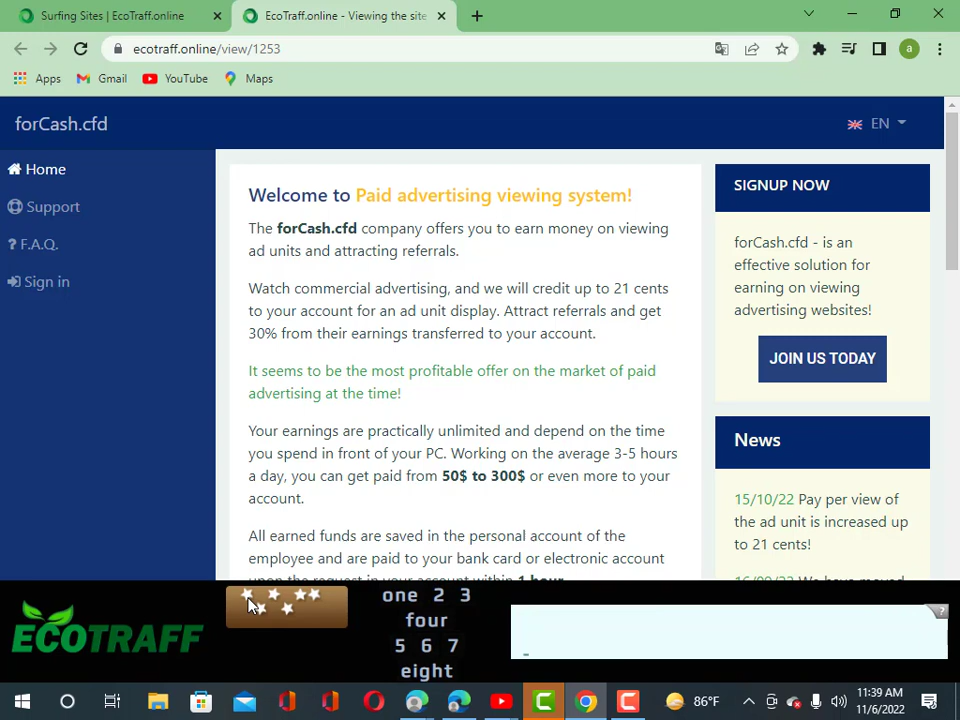 Surfing Sites | EcoTraff.online
EcoTraff.online - Viewing the site
ecotraff.online/view/1253
a
Apps
Gmail
YouTube
Maps
forCash.cfd
EN
Home
Support
? F.A.Q.
Sign in
Welcome to Paid advertising viewing system!
The forCash.cfd company offers you to earn money on viewing
ad units and attracting referrals.
Watch commercial advertising, and we will credit up to 21 cents
to your account for an ad unit display. Attract referrals and get
30% from their earnings transferred to your account.
It seems to be the most profitable offer on the market of paid
advertising at the time!
Your earnings are practically unlimited and depend on the time
you spend in front of your PC. Working on the average 3-5 hours
a day, you can get paid from 50$ to 300$ or even more to your
account.
All earned funds are saved in the personal account of the
employee and are paid to your bank card or electronic account
upon the request in your account within 1 hour.
SIGNUP NOW
forCash.cfd - is an
effective solution for
earning on viewing
advertising websites!
JOIN US TODAY
News
15/10/22 Pay per view of
the ad unit is increased up
to 21 cents!
ECOTRAFF
one 2 3
four
5 6 7
eight
?
86°F
11:39 AM
11/6/2022